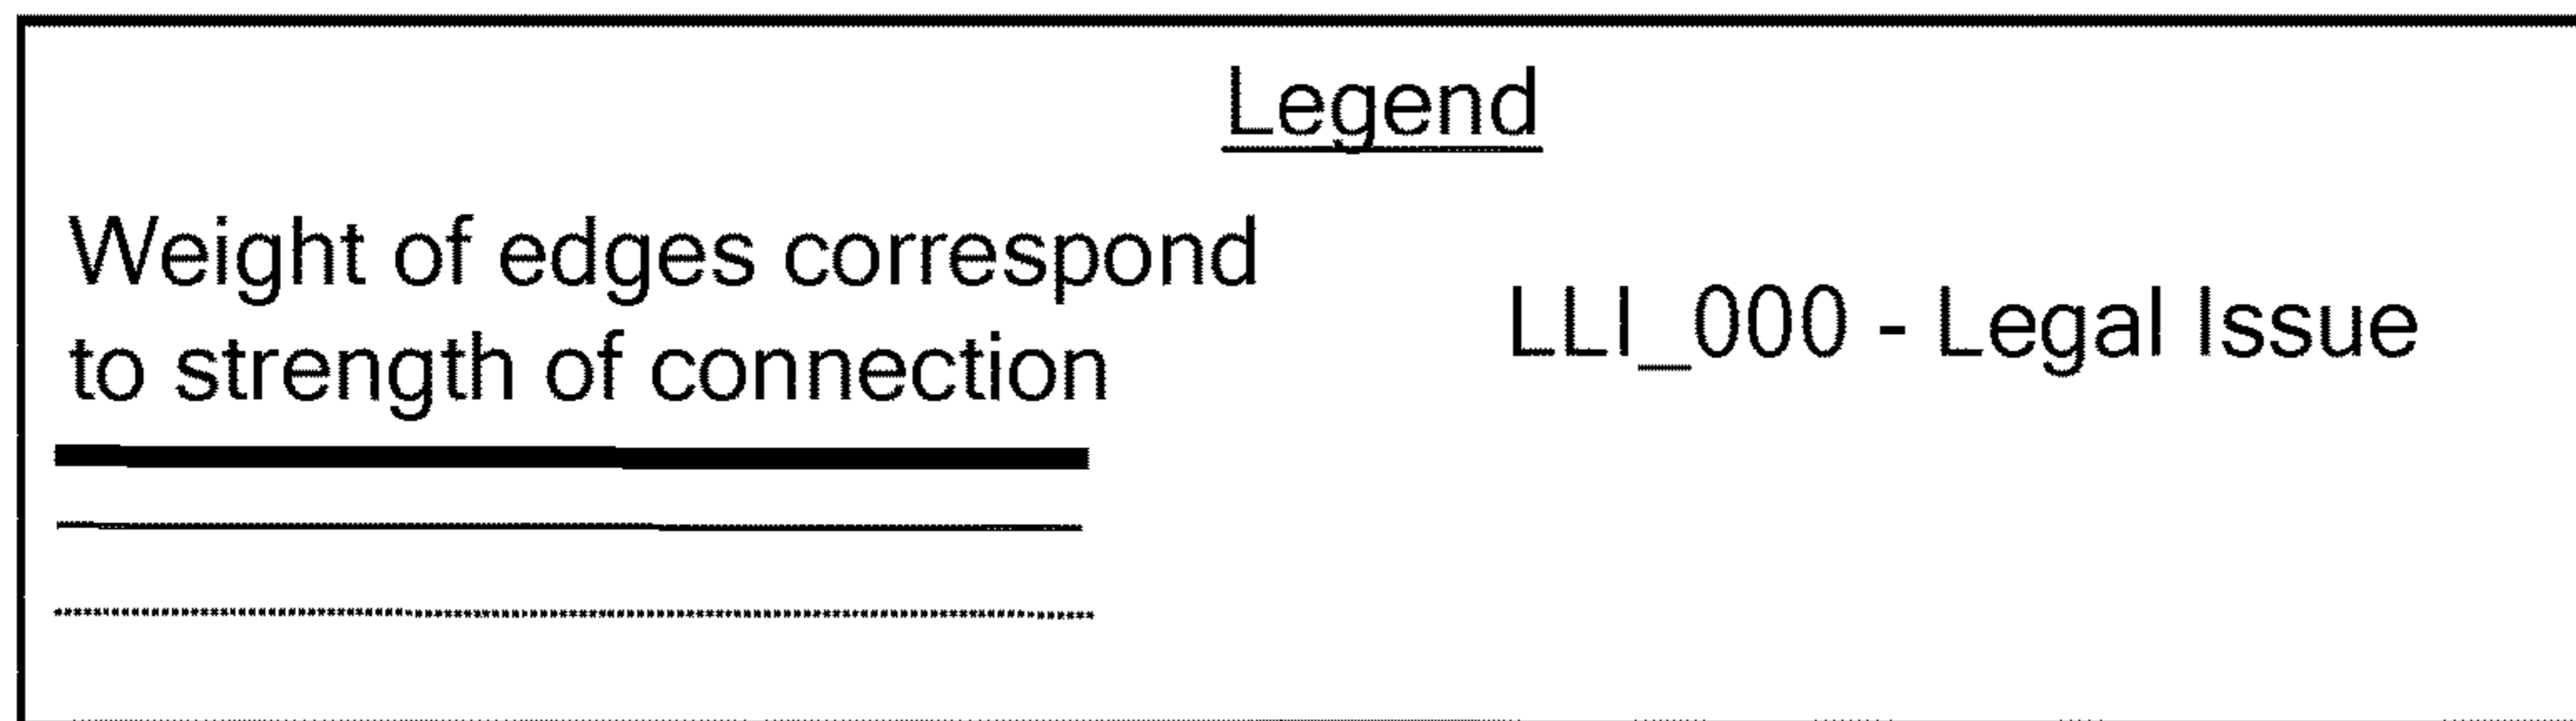 Legend
Weight of edges correspond
to strength of connection
LLI_000 - Legal Issue